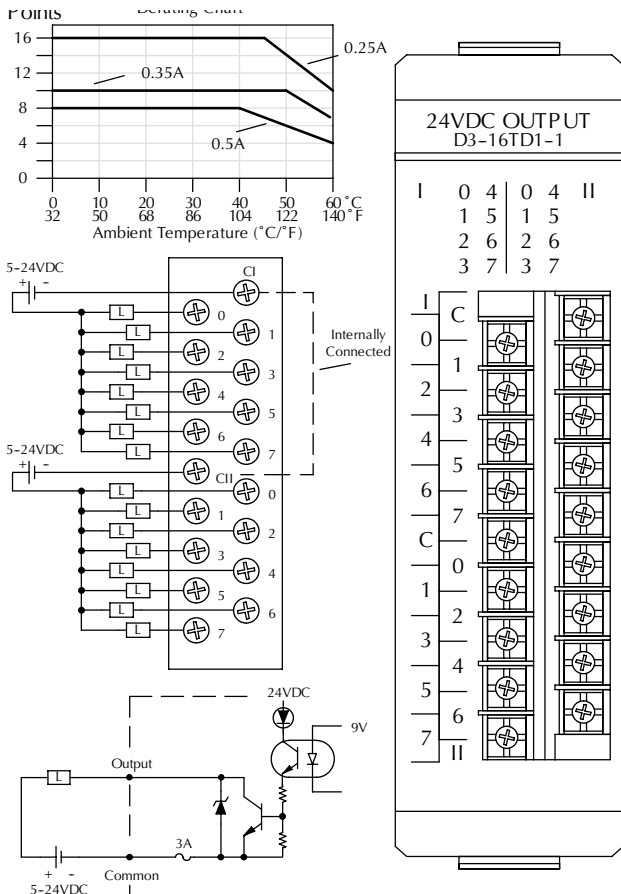 Points
Derating Chart
16
12
8
4
0
0.25A
0.35A
0.5A
0 10 20 30 40 50 60˚C
32 50 68 86 104 122 140˚F
Ambient Temperature (˚C/˚F)
5–24VDC
+ -
CI
L 0
L 1
L 2
L 3
L 4
L 5
L 6
L 7
Internally
Connected
5–24VDC
+ -
CII
L 0
L 1
L 2
L 3
L 4
L 5
L 6
L 7
24VDC
9V
Output
L
3A
+ -
Common
5–24VDC
24VDC OUTPUT
D3–16TD1–1
I 0 4 0 4 II
1 5 1 5
2 6 2 6
3 7 3 7
I
C
0
1
2
3
4
5
6
7
C
0
1
2
3
4
5
6
7
II